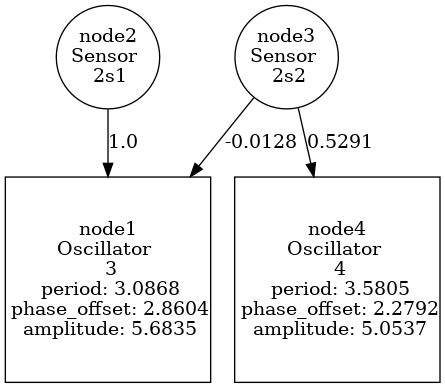 node2
Sensor
2s1
node3
Sensor
2s2
1.0
-0.0128
0.5291
node1
Oscillator
3
period: 3.0868
phase_offset: 2.8604
amplitude: 5.6835
node4
Oscillator
4
period: 3.5805
phase_offset: 2.2792
amplitude: 5.0537